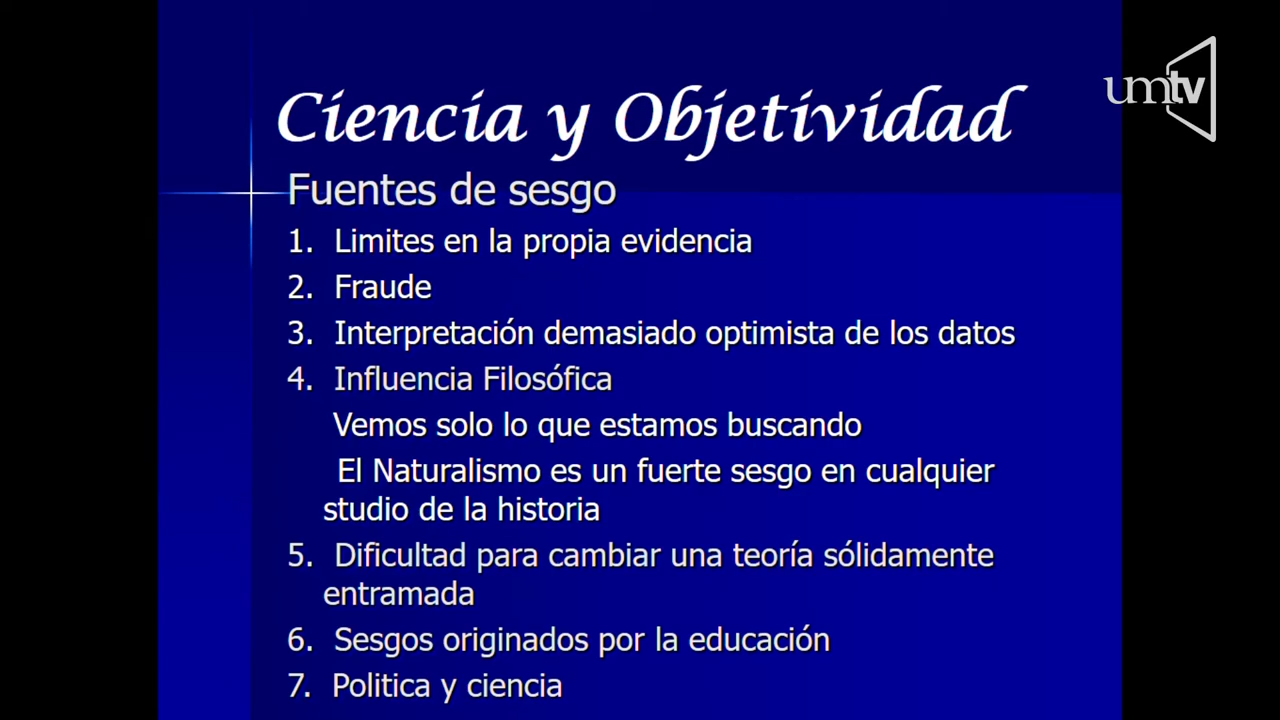 Ciencia y Objetividad
umtv
Fuentes de sesgo
1. Limites en la propia evidencia
2. Fraude
3. Interpretación demasiado optimista de los datos
4. Influencia Filosófica
Vemos solo lo que estamos buscando
El Naturalismo es un fuerte sesgo en cualquier
studio de la historia
5. Dificultad para cambiar una teoría sólidamente
entramada
6. Sesgos originados por la educación
7. Politica y ciencia